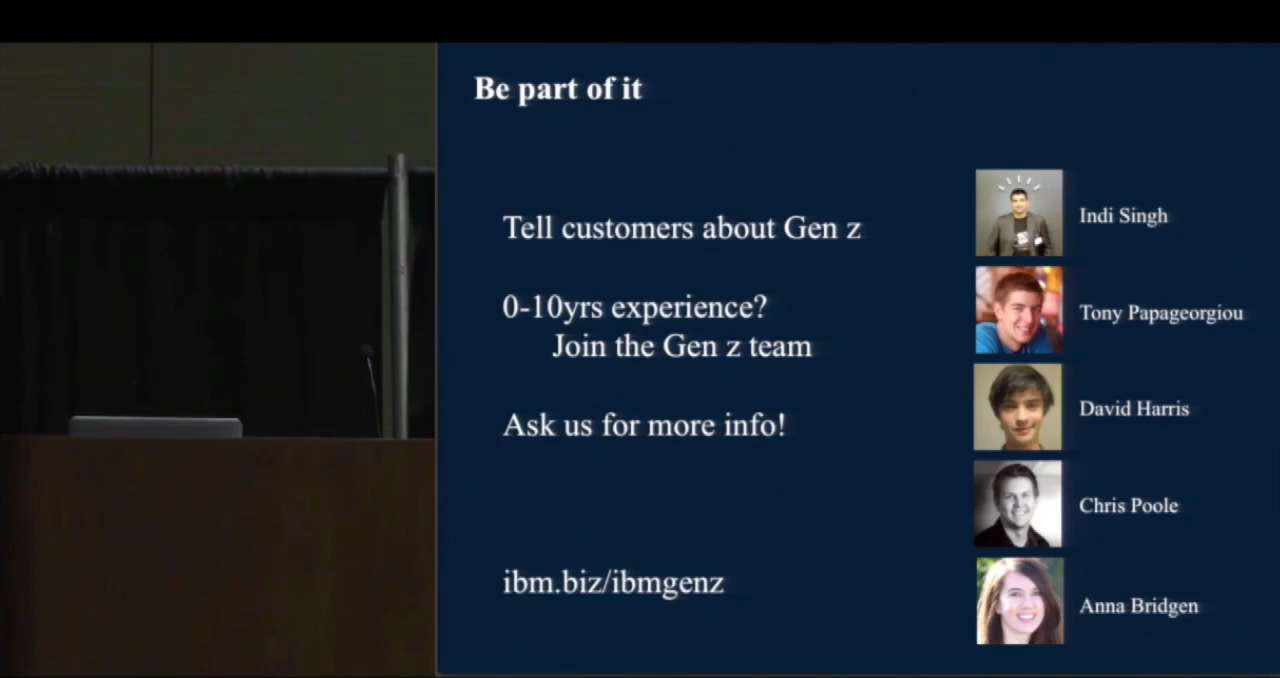 Be part of it
Tell customers about Gen z
0-10yrs experience?
Join the Gen z team
Ask us for more info!
ibm.biz/ibmgenz
Indi Singh
Tony Papageorgiou
David Harris
Chris Poole
Anna Bridgen